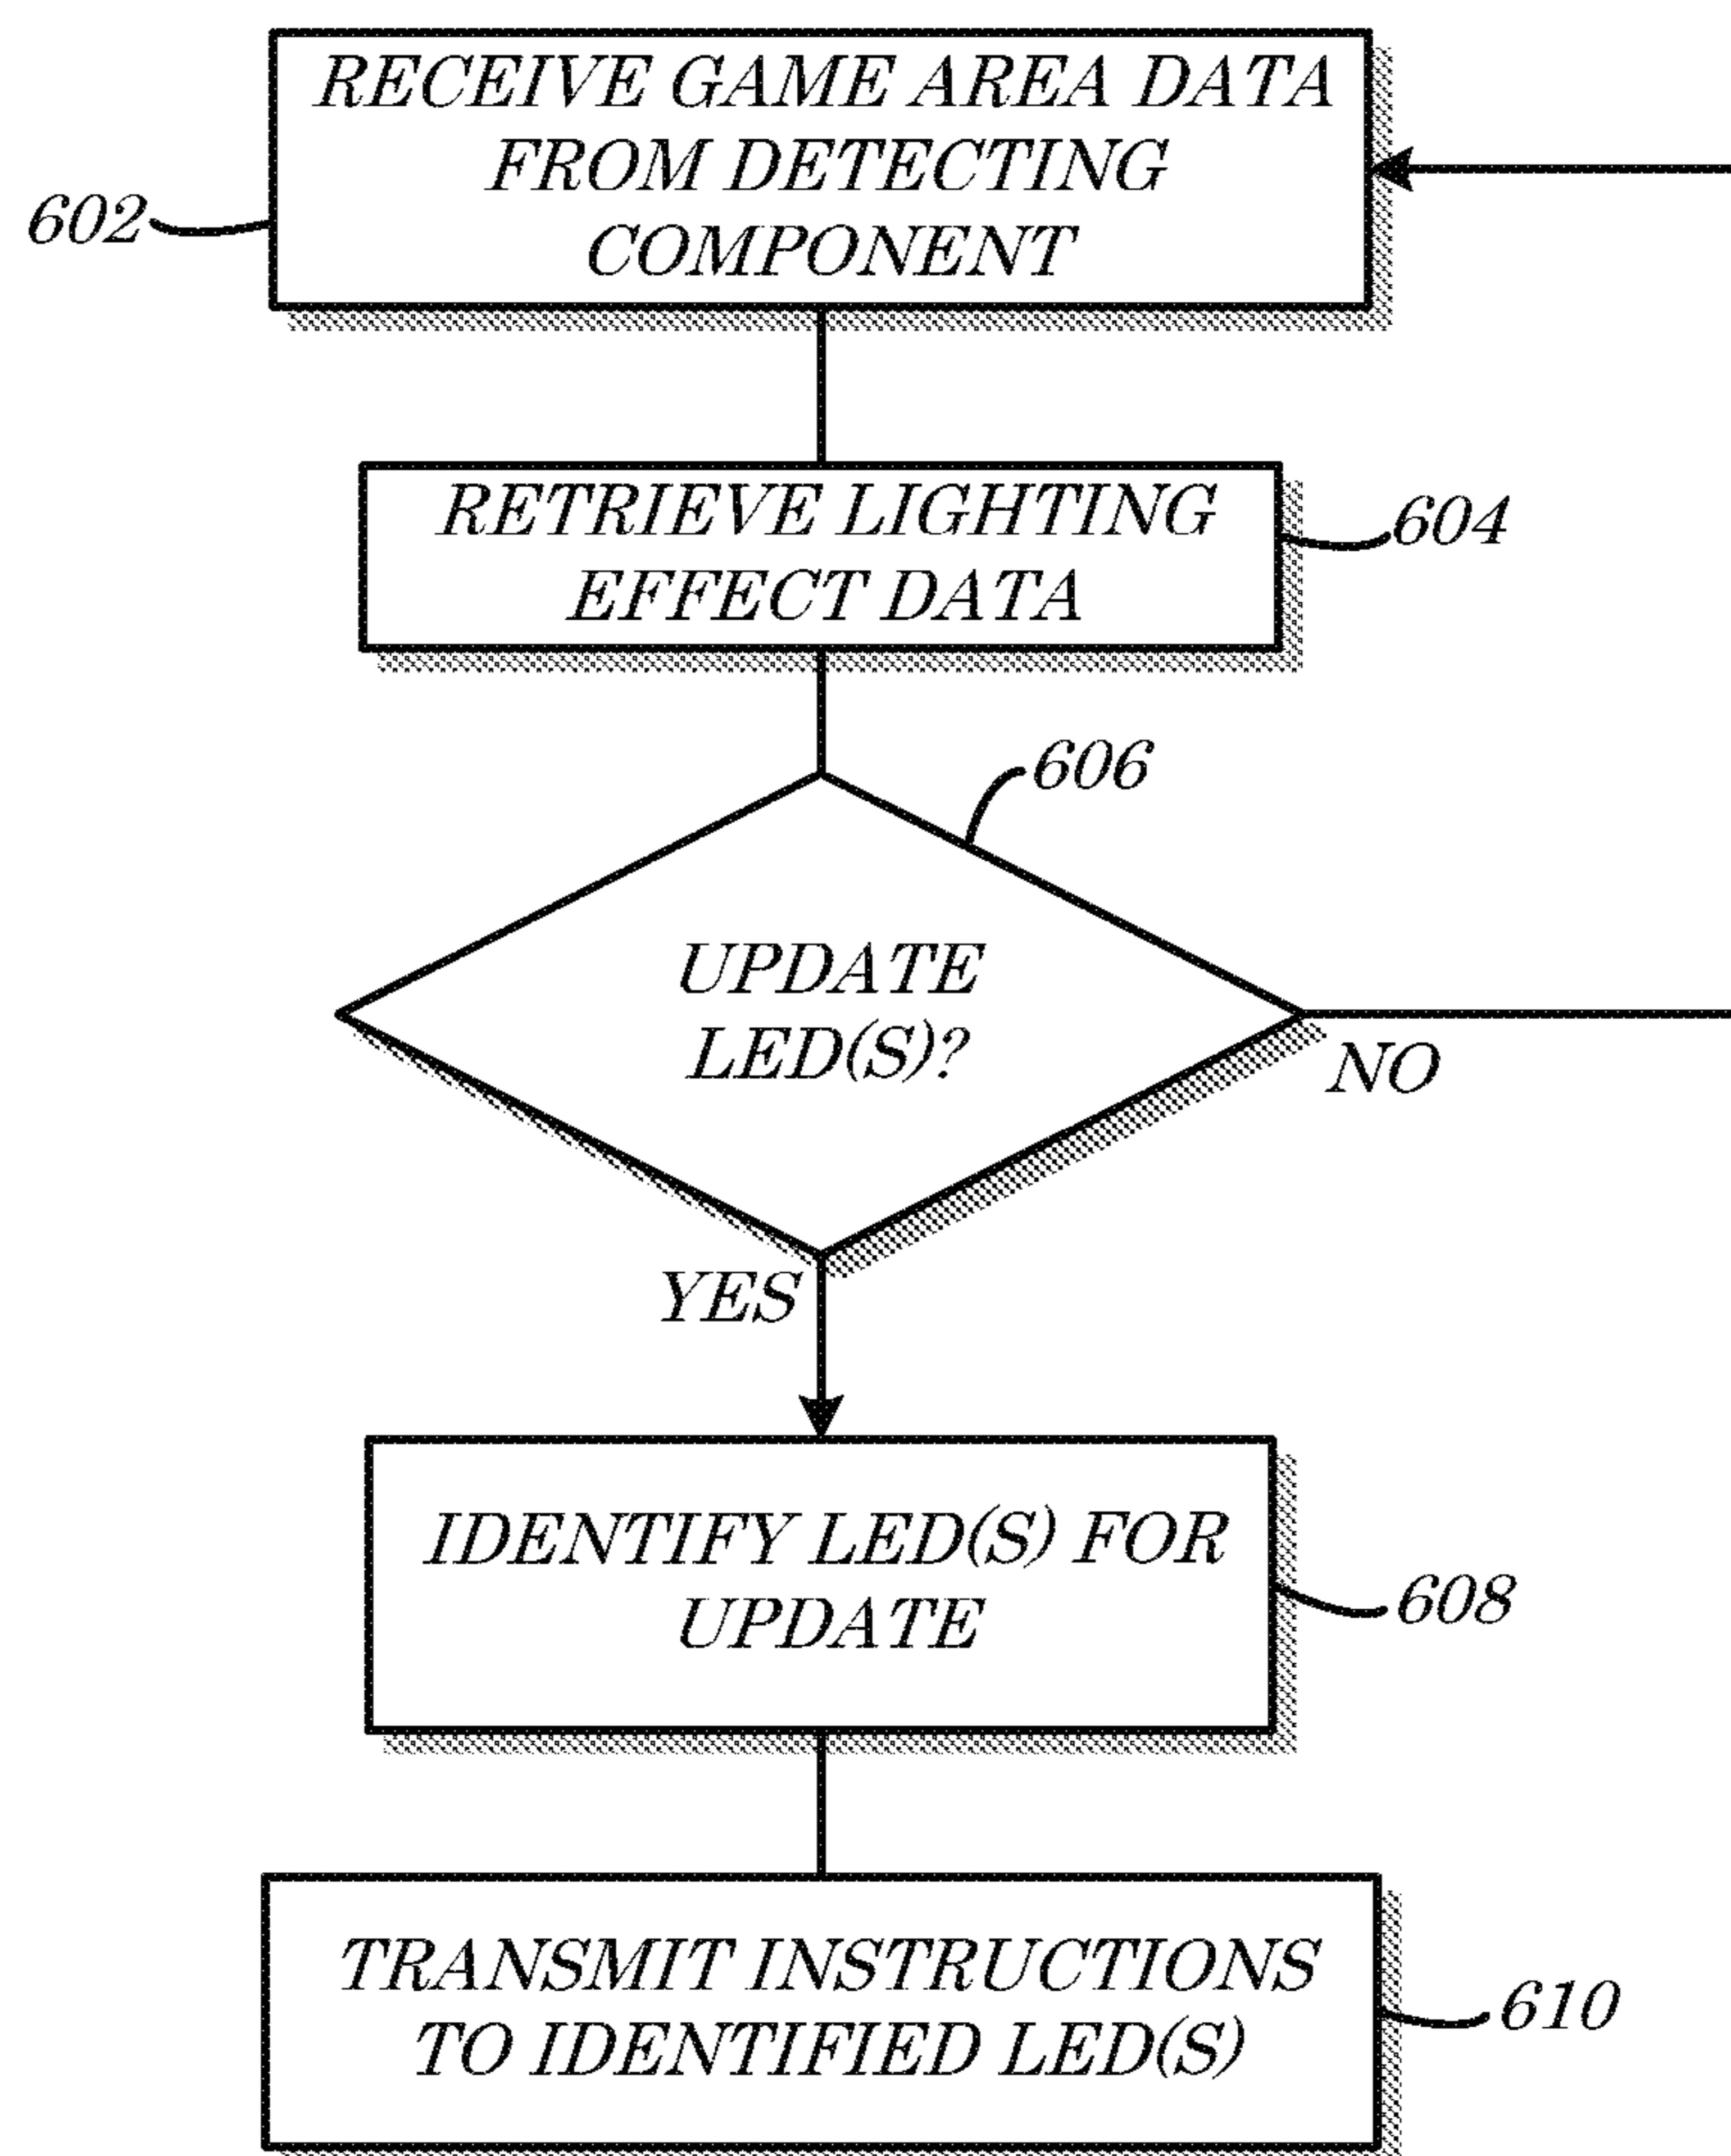 RECEIVE GAME AREA DATA
FROM DETECTING
COMPONENT
602
RETRIEVE LIGHTING
EFFECT DATA
604
606
UPDATE
LED(S)?
NO
YES
IDENTIFY LED(S) FOR
UPDATE
608
TRANSMIT INSTRUCTIONS
TO IDENTIFIED LED(S)
610